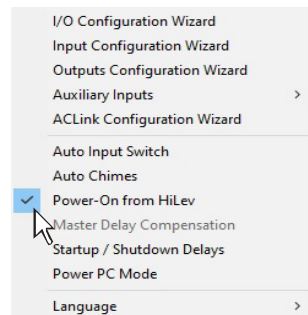 I/O Configuration Wizard
Input Configuration Wizard
Outputs Configuration Wizard
Auxiliary Inputs
ACLink Configuration Wizard
Auto Input Switch
Auto Chimes
Power-On from HiLev
Master Delay Compensation
Startup / Shutdown Delays
Power PC Mode
Language